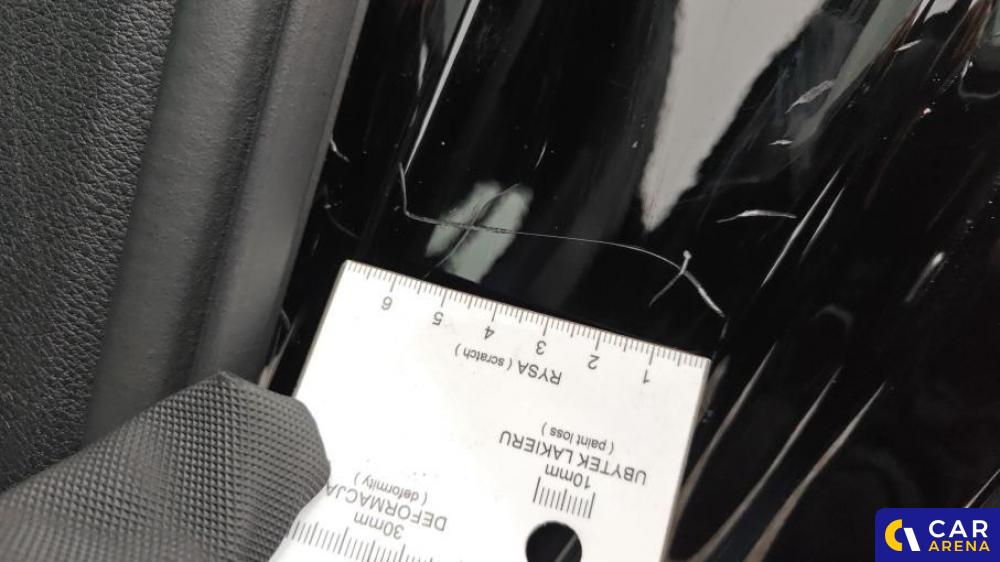 1 2 3 4 5 6
RYSA ( scratch )
UBYTEK LAKIERU
( paint loss )
10mm
DEFORMACJA
( deformity )
30mm
CAR
ARENA